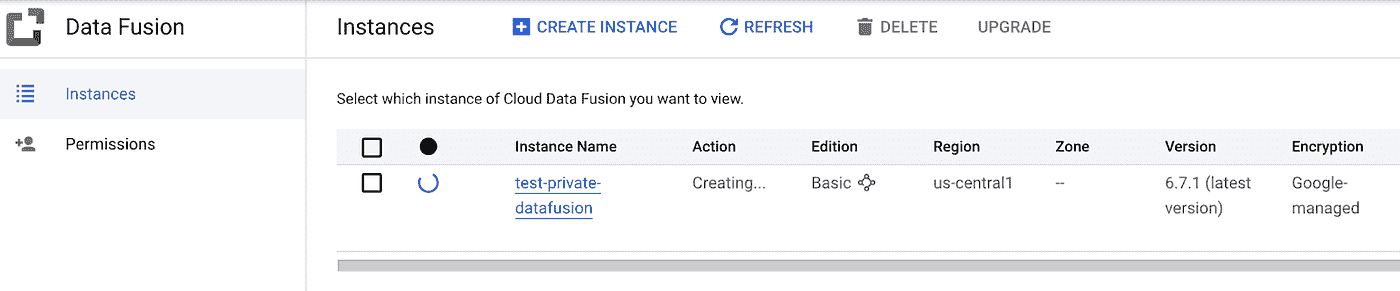 Data Fusion
Instances
CREATE INSTANCE
REFRESH
DELETE
UPGRADE
Instances
Permissions
Select which instance of Cloud Data Fusion you want to view.
Instance Name Action Edition Region Zone Version Encryption
test-private- Creating... Basic us-central1 -- 6.7.1 (latest Google-
datafusion version) managed